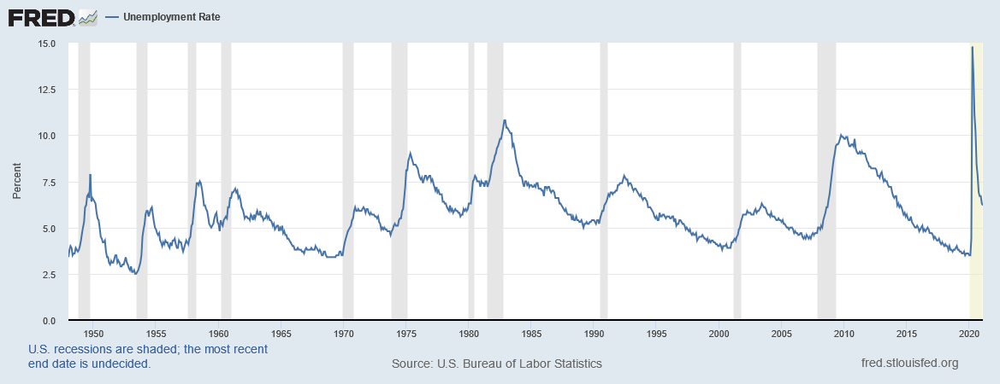 FRED Unemployment Rate
15.0
12.5
10.0
7.5
5.0
2.5
0.0
Percent
1950 1955 1960 1965 1970 1975 1980 1985 1990 1995 2000 2005 2010 2015 2020
U.S. recessions are shaded; the most recent
end date is undecided.
Source: U.S. Bureau of Labor Statistics
fred.stlouisfed.org